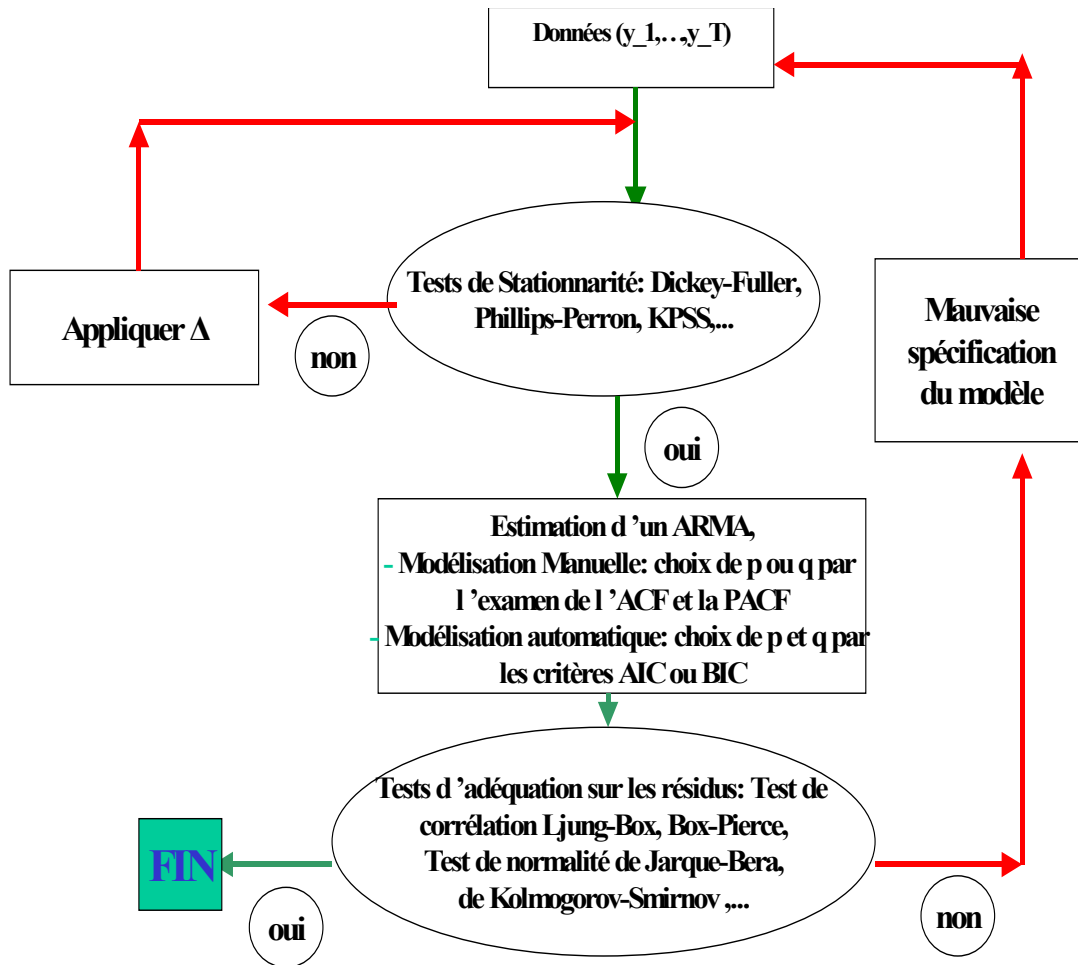 Données (y_1,…,y_T)
Tests de Stationnarité: Dickey-Fuller,
Phillips-Perron, KPSS,...
Appliquer Δ
non
Mauvaise
spécification
du modèle
oui
Estimation d ’un ARMA,
- Modélisation Manuelle: choix de p ou q par
l ’examen de l ’ACF et la PACF
- Modélisation automatique: choix de p et q par
les critères AIC ou BIC
Tests d ’adéquation sur les résidus: Test de
corrélation Ljung-Box, Box-Pierce,
Test de normalité de Jarque-Bera,
de Kolmogorov-Smirnov ,...
FIN
oui
non